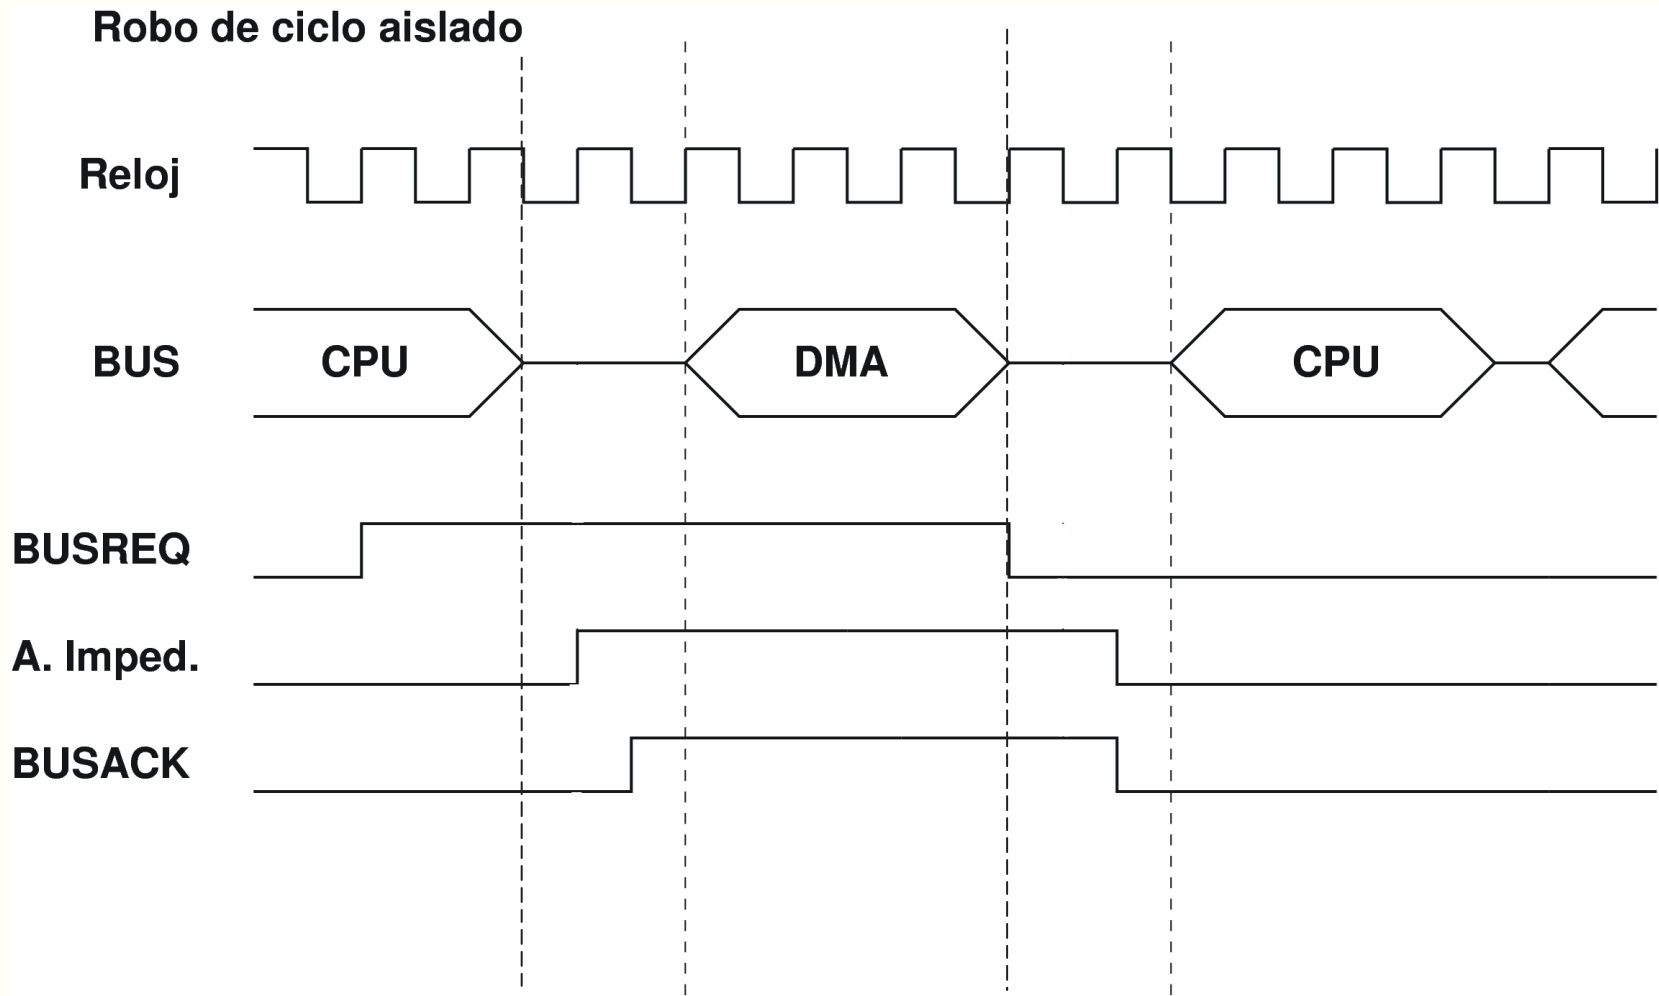 Robo de ciclo aislado
Reloj
BUS
CPU
DMA
CPU
BUSREQ
A. Imped.
BUSACK